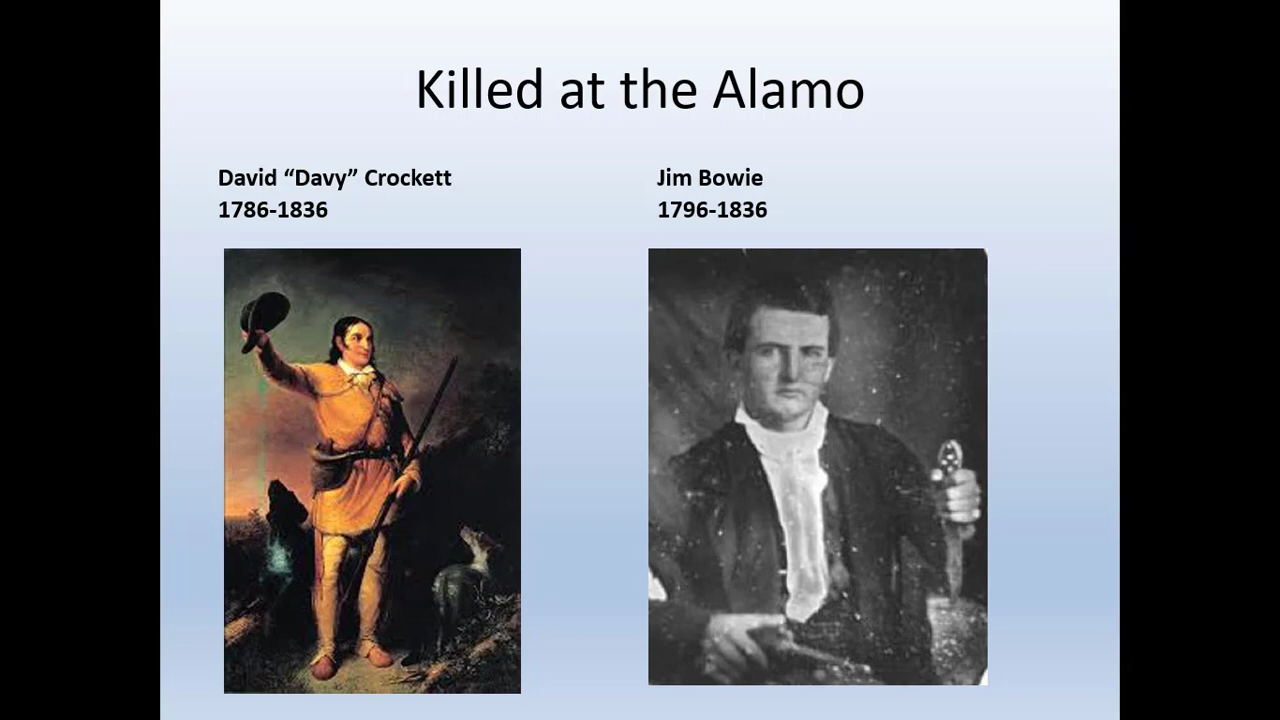 Killed at the Alamo
David “Davy” Crockett
1786-1836
Jim Bowie
1796-1836